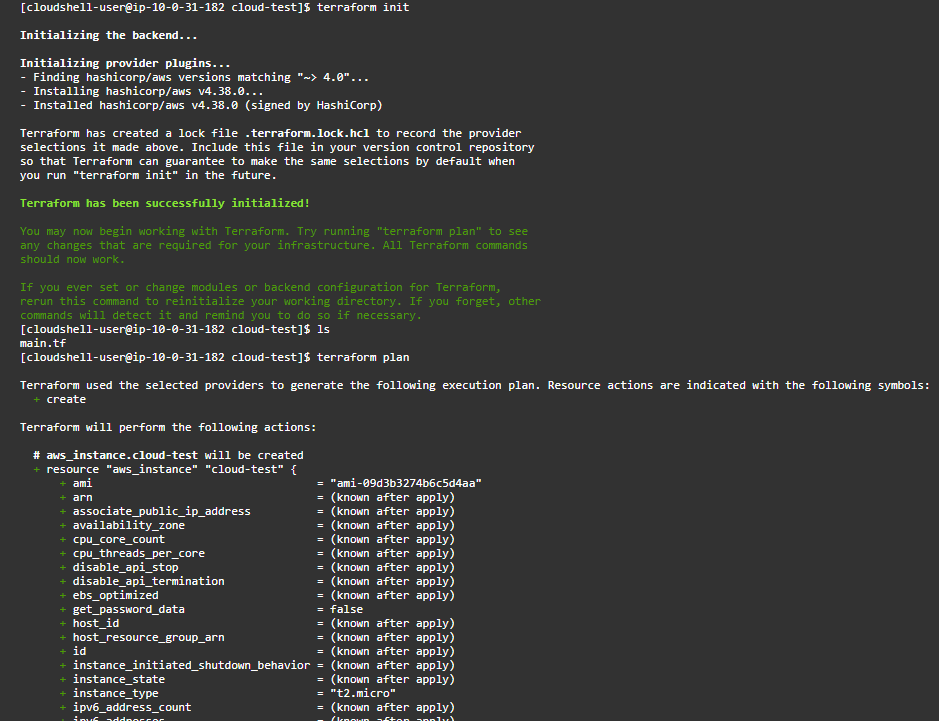 [cloudshell-user@ip-10-0-31-182 cloud-test]$ terraform init
Initializing the backend...
Initializing provider plugins...
- Finding hashicorp/aws versions matching "~> 4.0"...
- Installing hashicorp/aws v4.38.0...
- Installed hashicorp/aws v4.38.0 (signed by HashiCorp)
Terraform has created a lock file .terraform.lock.hcl to record the provider
selections it made above. Include this file in your version control repository
so that Terraform can guarantee to make the same selections by default when
you run "terraform init" in the future.
Terraform has been successfully initialized!
You may now begin working with Terraform. Try running "terraform plan" to see
any changes that are required for your infrastructure. All Terraform commands
should now work.
If you ever set or change modules or backend configuration for Terraform,
rerun this command to reinitialize your working directory. If you forget, other
commands will detect it and remind you to do so if necessary.
[cloudshell-user@ip-10-0-31-182 cloud-test]$ ls
main.tf
[cloudshell-user@ip-10-0-31-182 cloud-test]$ terraform plan
Terraform used the selected providers to generate the following execution plan. Resource actions are indicated with the following symbols:
+ create
Terraform will perform the following actions:
# aws_instance.cloud-test will be created
+ resource "aws_instance" "cloud-test" {
+ ami = "ami-09d3b3274b6c5d4aa"
+ arn = (known after apply)
+ associate_public_ip_address = (known after apply)
+ availability_zone = (known after apply)
+ cpu_core_count = (known after apply)
+ cpu_threads_per_core = (known after apply)
+ disable_api_stop = (known after apply)
+ disable_api_termination = (known after apply)
+ ebs_optimized = (known after apply)
+ get_password_data = false
+ host_id = (known after apply)
+ host_resource_group_arn = (known after apply)
+ id = (known after apply)
+ instance_initiated_shutdown_behavior = (known after apply)
+ instance_state = (known after apply)
+ instance_type = "t2.micro"
+ ipv6_address_count = (known after apply)
+ ipv6_addresses = (known after apply)